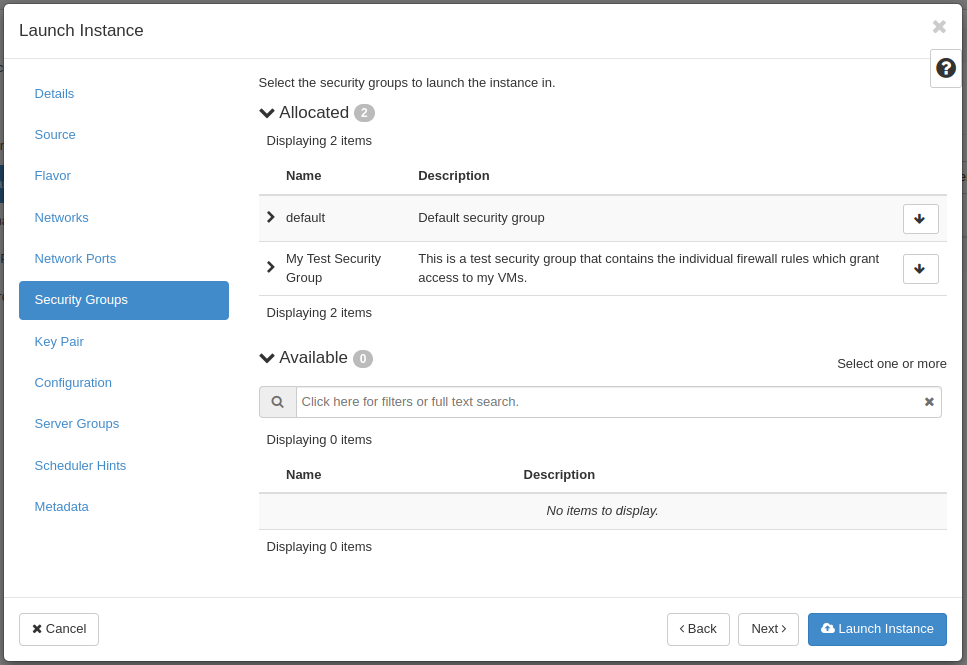 Launch Instance
Details
Source
Flavor
Networks
Network Ports
Security Groups
Key Pair
Configuration
Server Groups
Scheduler Hints
Metadata
Select the security groups to launch the instance in.
Allocated 2
Displaying 2 items
Name Description
default Default security group
My Test Security Group This is a test security group that contains the individual firewall rules which grant
access to my VMs.
Displaying 2 items
Available 0
Select one or more
Click here for filters or full text search.
Displaying 0 items
Name Description
No items to display.
Displaying 0 items
Cancel
Back
Next
Launch Instance